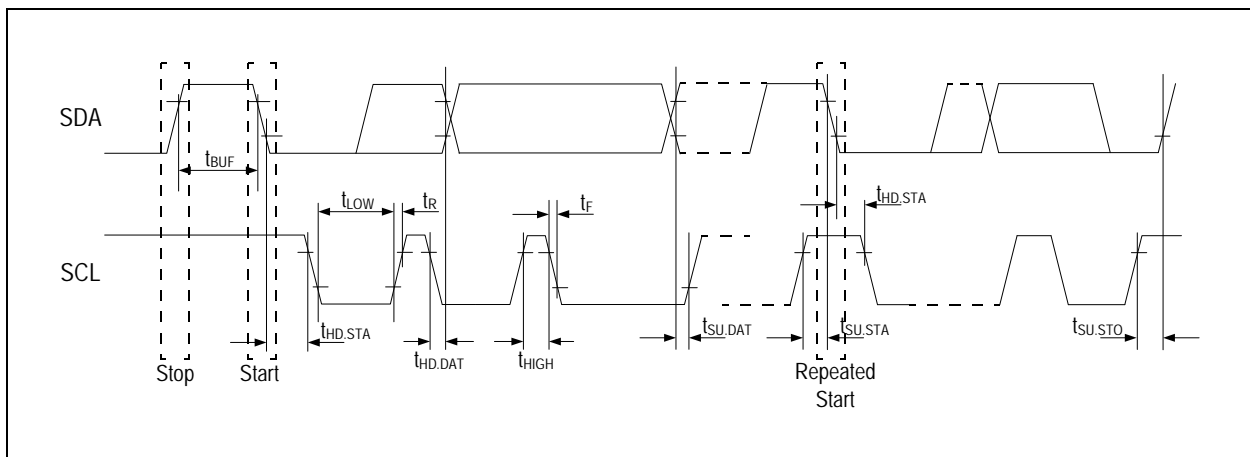 SDA
tBUF
tLOW
tR
tF
tHD.STA
SCL
tHD.STA
tHD.DAT
tHIGH
tSU.DAT
tSU.STA
tSU.STO
Stop
Start
Repeated
Start